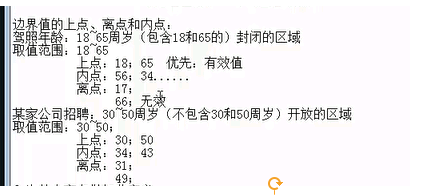 边界值的上点、离点和内点：
驾照年龄：18~65周岁（包含18和65的）封闭的区域
取值范围：18~65
上点：18；65 优先：有效值
内点：56；34......
离点：17；
66；无效
某家公司招聘：30~50周岁（不包含30和50周岁）开放的区域
取值范围：30~50；
上点：30；50
内点：34；43
离点：31；
49；